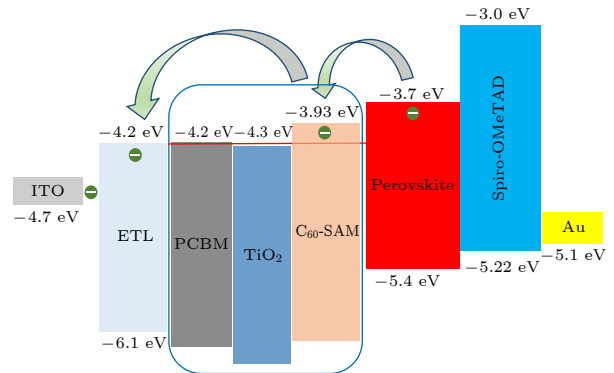 −3.0 eV
−3.7 eV
−3.93 eV
−4.2 eV
−4.2 eV
−4.3 eV
ITO
−4.7 eV
ETL
PCBM
TiO₂
C₆₀-SAM
Perovskite
Spiro-OMeTAD
Au
−5.1 eV
−5.22 eV
−5.4 eV
−6.1 eV